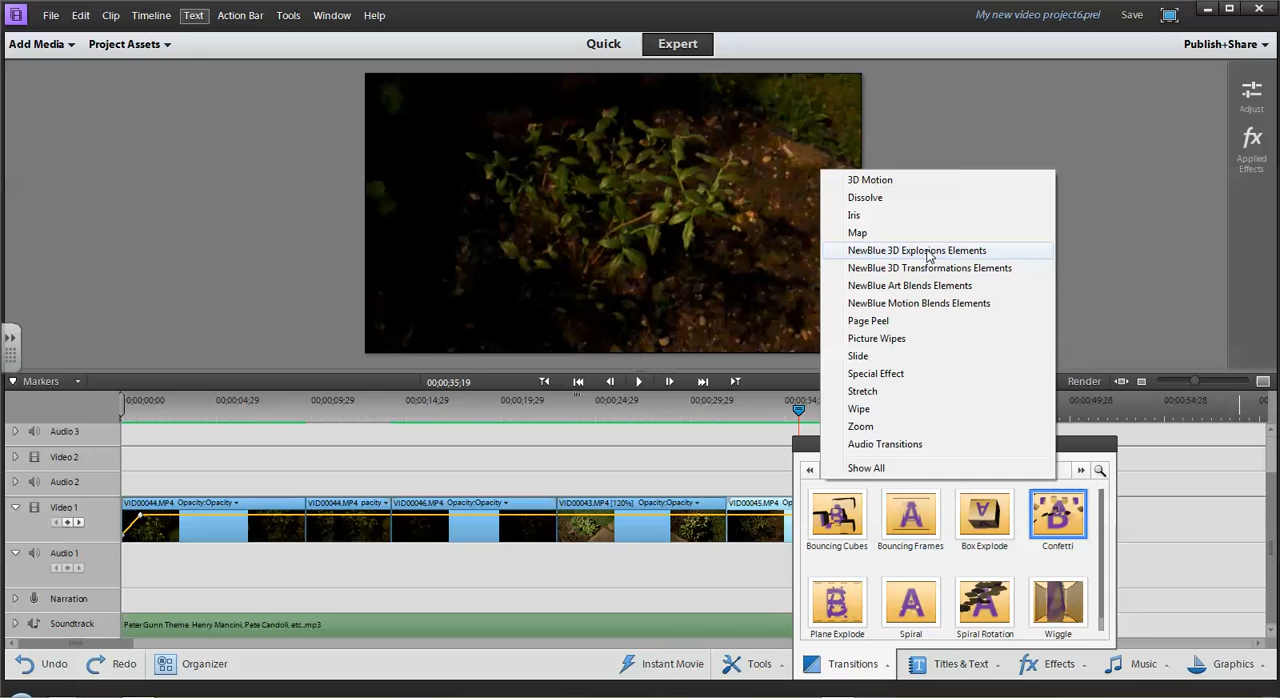 File Edit Clip Timeline Text Action Bar Tools Window Help My new video project6.prel Save
Add Media Project Assets Quick Expert Publish+Share
Adjust
Applied
Effects
3D Motion
Dissolve
Iris
Map
NewBlue 3D Explosions Elements
NewBlue 3D Transformations Elements
NewBlue Art Blends Elements
NewBlue Motion Blends Elements
Page Peel
Picture Wipes
Slide
Special Effect
Stretch
Wipe
Zoom
Audio Transitions
Show All
Markers 00;00;35;19 Render
;00;00;00 00;00;04;29 00;00;09;29 00;00;14;29 00;00;19;29 00;00;24;29 00;00;29;29 00;00;34; 00;00;49;28 00;00;54;28 00;
Audio 3
Video 2
Audio 2
Video 1
VID00044.MP4 Opacity:Opacity VID00044.MP4 pacity VID00046.MP4 Opacity:Opacity VID00043.MP4 [120%] Opacity:Opacity VID00045.MP4 Opa
Audio 1
Narration
Soundtrack
Peter Gunn Theme Henry Mancini, Pete Candoli, etc..mp3
Bouncing Cubes Bouncing Frames Box Explode Confetti
Plane Explode Spiral Spiral Rotation Wiggle
Undo Redo Organizer Instant Movie Tools Transitions Titles & Text Effects Music Graphics